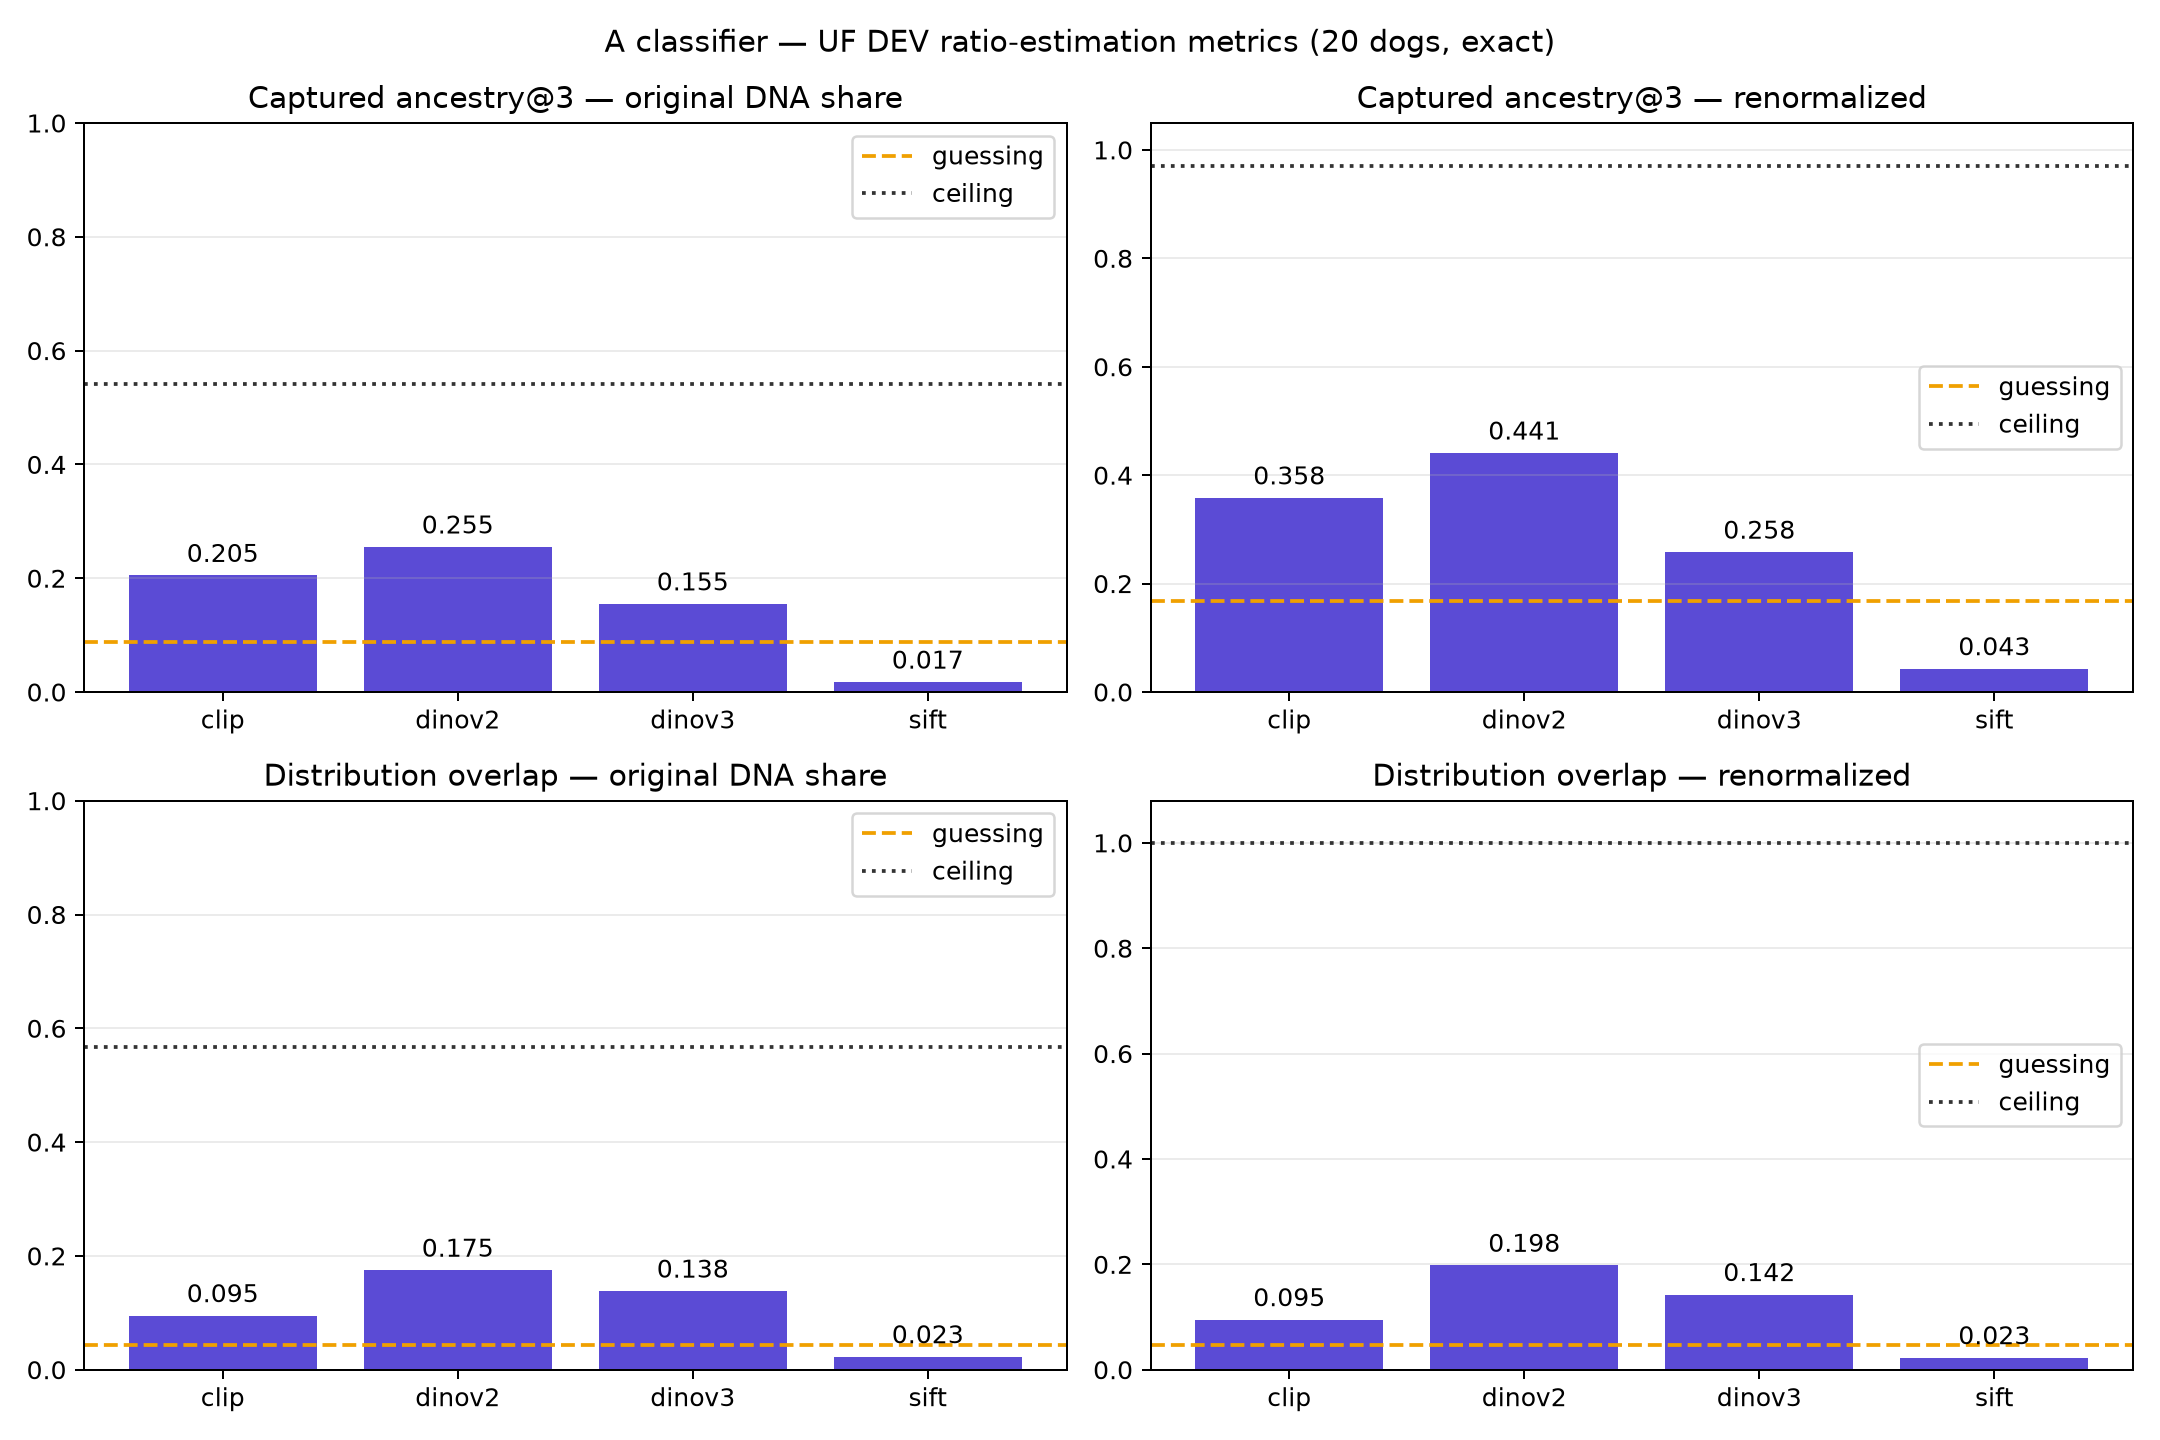 A classifier — UF DEV ratio-estimation metrics (20 dogs, exact)
Captured ancestry@3 — original DNA share
1.0
0.8
0.6
0.4
0.2
0.0
guessing
ceiling
0.205
0.255
0.155
0.017
clip
dinov2
dinov3
sift
Captured ancestry@3 — renormalized
1.0
0.8
0.6
0.4
0.2
0.0
guessing
ceiling
0.358
0.441
0.258
0.043
clip
dinov2
dinov3
sift
Distribution overlap — original DNA share
1.0
0.8
0.6
0.4
0.2
0.0
guessing
ceiling
0.095
0.175
0.138
0.023
clip
dinov2
dinov3
sift
Distribution overlap — renormalized
1.0
0.8
0.6
0.4
0.2
0.0
guessing
ceiling
0.095
0.198
0.142
0.023
clip
dinov2
dinov3
sift